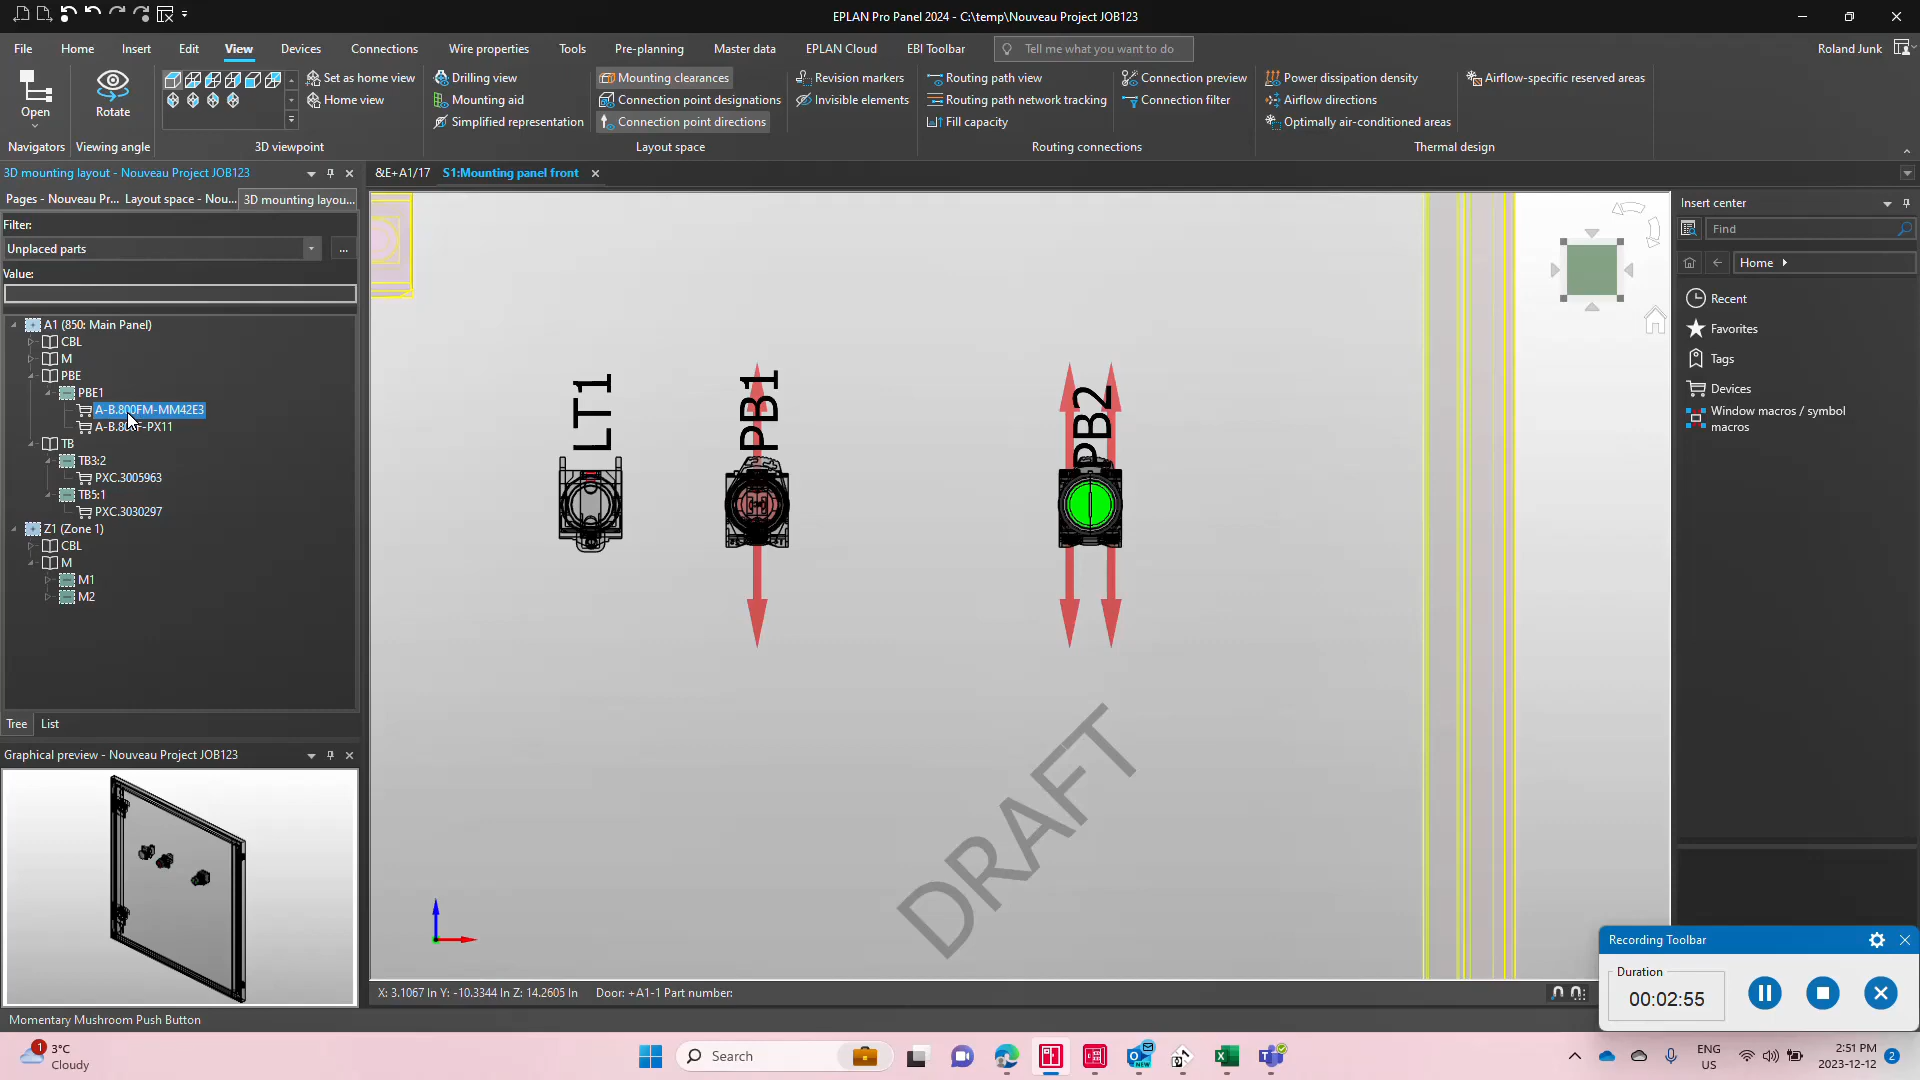 EPLAN Pro Panel 2024 - C:\temp\Nouveau Project JOB123
File
Home
Insert
Edit
View
Devices
Connections
Wire properties
Tools
Pre-planning
Master data
EPLAN Cloud
EBI Toolbar
Tell me what you want to do
Roland Junk
Open
Rotate
Set as home view
Home view
Drilling view
Mounting aid
Simplified representation
Mounting clearances
Connection point designations
Connection point directions
Revision markers
Invisible elements
Routing path view
Routing path network tracking
Fill capacity
Connection preview
Connection filter
Power dissipation density
Airflow directions
Optimally air-conditioned areas
Airflow-specific reserved areas
Navigators
Viewing angle
3D viewpoint
Layout space
Routing connections
Thermal design
3D mounting layout - Nouveau Project JOB123
&E+A1/17
S1:Mounting panel front
Pages - Nouveau Pr...
Layout space - Nou...
3D mounting layou...
Filter:
Unplaced parts
...
Value:
A1 (850: Main Panel)
CBL
M
PBE
PBE1
A-B.800FM-MM42E3
TB
TB3:2
PXC.3005963
TB5:1
PXC.3030297
Z1 (Zone 1)
CBL
M
M1
M2
Tree
List
Graphical preview - Nouveau Project JOB123
LT1
PB1
PB2
DRAFT
X: 3.1067 In Y: -10.3344 In Z: 14.2605 In
Door: +A1-1 Part number:
Momentary Mushroom Push Button
Insert center
Find
Home
Recent
Favorites
Tags
Devices
Window macros / symbol
macros
Recording Toolbar
Duration
00:02:55
1
3°C
Cloudy
Search
NEW
ENG
US
2:51 PM
2023-12-12
2